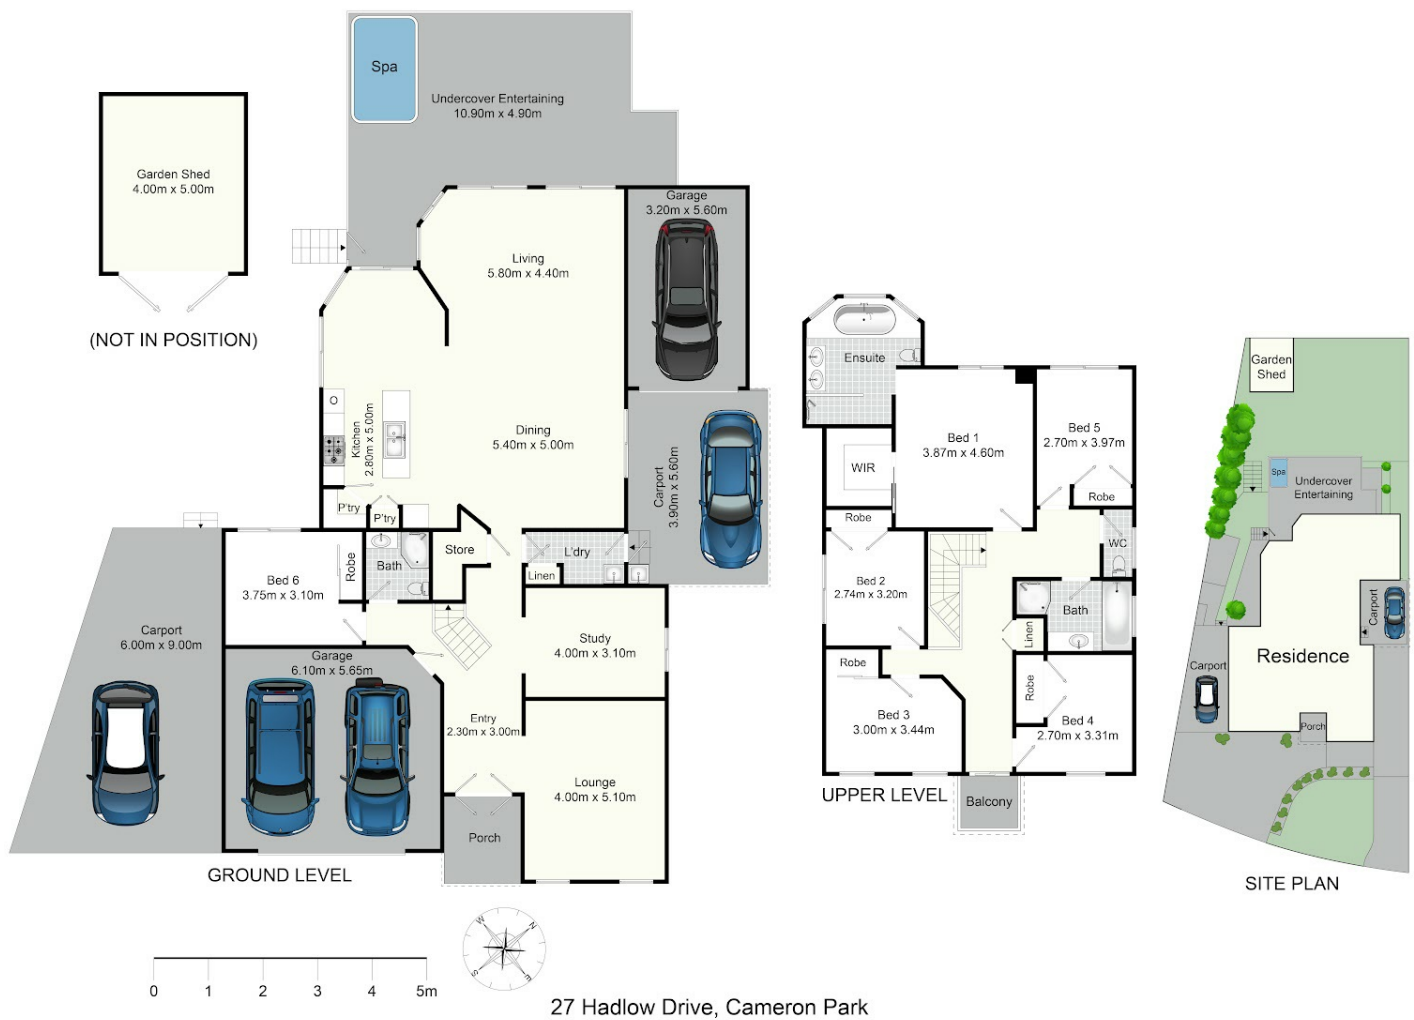 Spa
Undercover Entertaining
10.90m x 4.90m
Garden Shed
4.00m x 5.00m
(NOT IN POSITION)
Garage
3.20m x 5.60m
Living
5.80m x 4.40m
Kitchen
2.80m x 5.00m
Dining
5.40m x 5.00m
Carport
3.90m x 5.60m
P'try
P'try
Store
L'dry
Linen
Bath
Robe
Bed 6
3.75m x 3.10m
Carport
6.00m x 9.00m
Garage
6.10m x 5.65m
Study
4.00m x 3.10m
Entry
2.30m x 3.00m
Lounge
4.00m x 5.10m
Porch
GROUND LEVEL
Ensuite
Bed 1
3.87m x 4.60m
Bed 5
2.70m x 3.97m
WIR
Robe
Robe
WC
Bed 2
2.74m x 3.20m
Bath
Linen
Robe
Robe
Bed 3
3.00m x 3.44m
Bed 4
2.70m x 3.31m
Balcony
UPPER LEVEL
Garden
Shed
Spa
Undercover
Entertaining
Carport
Carport
Residence
Porch
SITE PLAN
W
N
S
E
0 1 2 3 4 5m
27 Hadlow Drive, Cameron Park